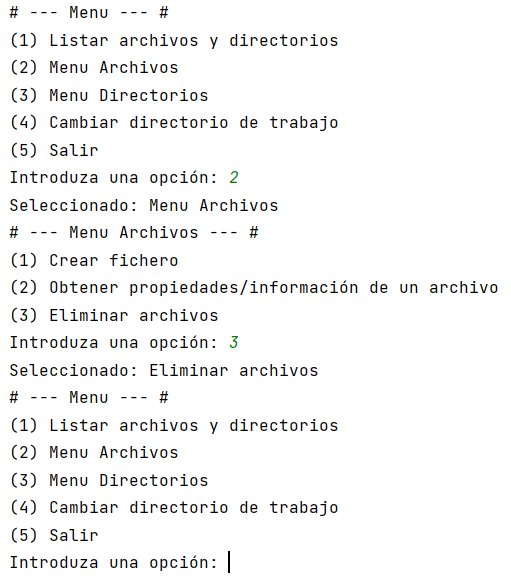 # --- Menu --- #
(1) Listar archivos y directorios
(2) Menu Archivos
(3) Menu Directorios
(4) Cambiar directorio de trabajo
(5) Salir
Introduza una opción: 2
Seleccionado: Menu Archivos
# --- Menu Archivos --- #
(1) Crear fichero
(2) Obtener propiedades/información de un archivo
(3) Eliminar archivos
Introduza una opción: 3
Seleccionado: Eliminar archivos
# --- Menu --- #
(1) Listar archivos y directorios
(2) Menu Archivos
(3) Menu Directorios
(4) Cambiar directorio de trabajo
(5) Salir
Introduza una opción: